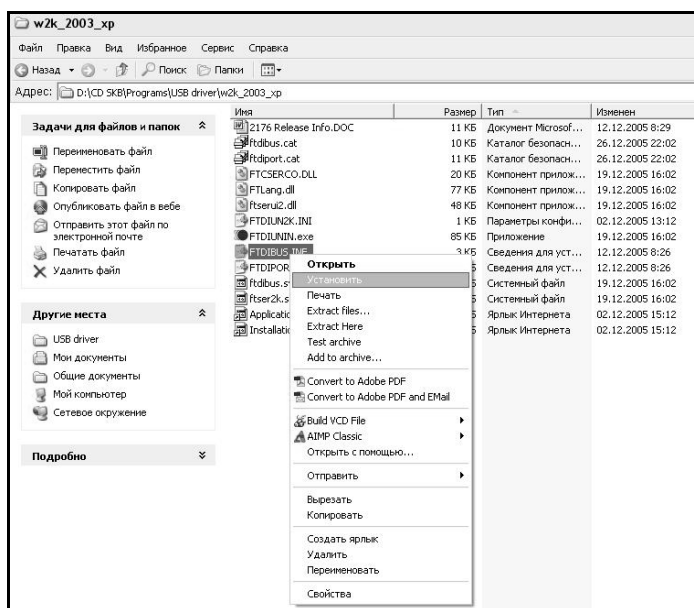 w2k_2003_xp
Файл Правка Вид Избранное Сервис Справка
Назад Поиск Папки
Адрес: D:\CD SKB\Programs\USB driver\w2k_2003_xp
Имя Размер Тип Изменен
Задачи для файлов и папок
Переименовать файл
Переместить файл
Копировать файл
Опубликовать файл в вебе
Отправить этот файл по
электронной почте
Печатать файл
Удалить файл
Другие места
USB driver
Мои документы
Общие документы
Мой компьютер
Сетевое окружение
Подробно
2176 Release Info.DOC 11 КБ Документ Microsof... 12.12.2005 8:29
ftdibus.cat 10 КБ Каталог безопасн... 26.12.2005 22:02
ftdiport.cat 11 КБ Каталог безопасн... 26.12.2005 22:02
FTCSERCO.DLL 20 КБ Компонент прилож... 19.12.2005 16:02
FTLang.dll 77 КБ Компонент прилож... 19.12.2005 16:02
ftserui2.dll 48 КБ Компонент прилож... 19.12.2005 16:02
FTDIUN2K.INI 1 КБ Параметры конфи... 02.12.2005 13:12
FTDIUNIN.exe 85 КБ Приложение 19.12.2005 16:02
FTDIBUS.INF 3 КБ Сведения для уст... 12.12.2005 8:26
FTDIPOR Б Сведения для уст... 12.12.2005 8:26
ftdibus.s Б Системный файл 19.12.2005 16:02
ftser2k.s Б Системный файл 19.12.2005 16:02
Applicatio Б Ярлык Интернета 02.12.2005 15:12
Installatio Б Ярлык Интернета 02.12.2005 15:12
Открыть
Установить
Печать
Extract files...
Extract Here
Test archive
Add to archive...
Convert to Adobe PDF
Convert to Adobe PDF and EMail
Build VCD File
AIMP Classic
Открыть с помощью...
Отправить
Вырезать
Копировать
Создать ярлык
Удалить
Переименовать
Свойства